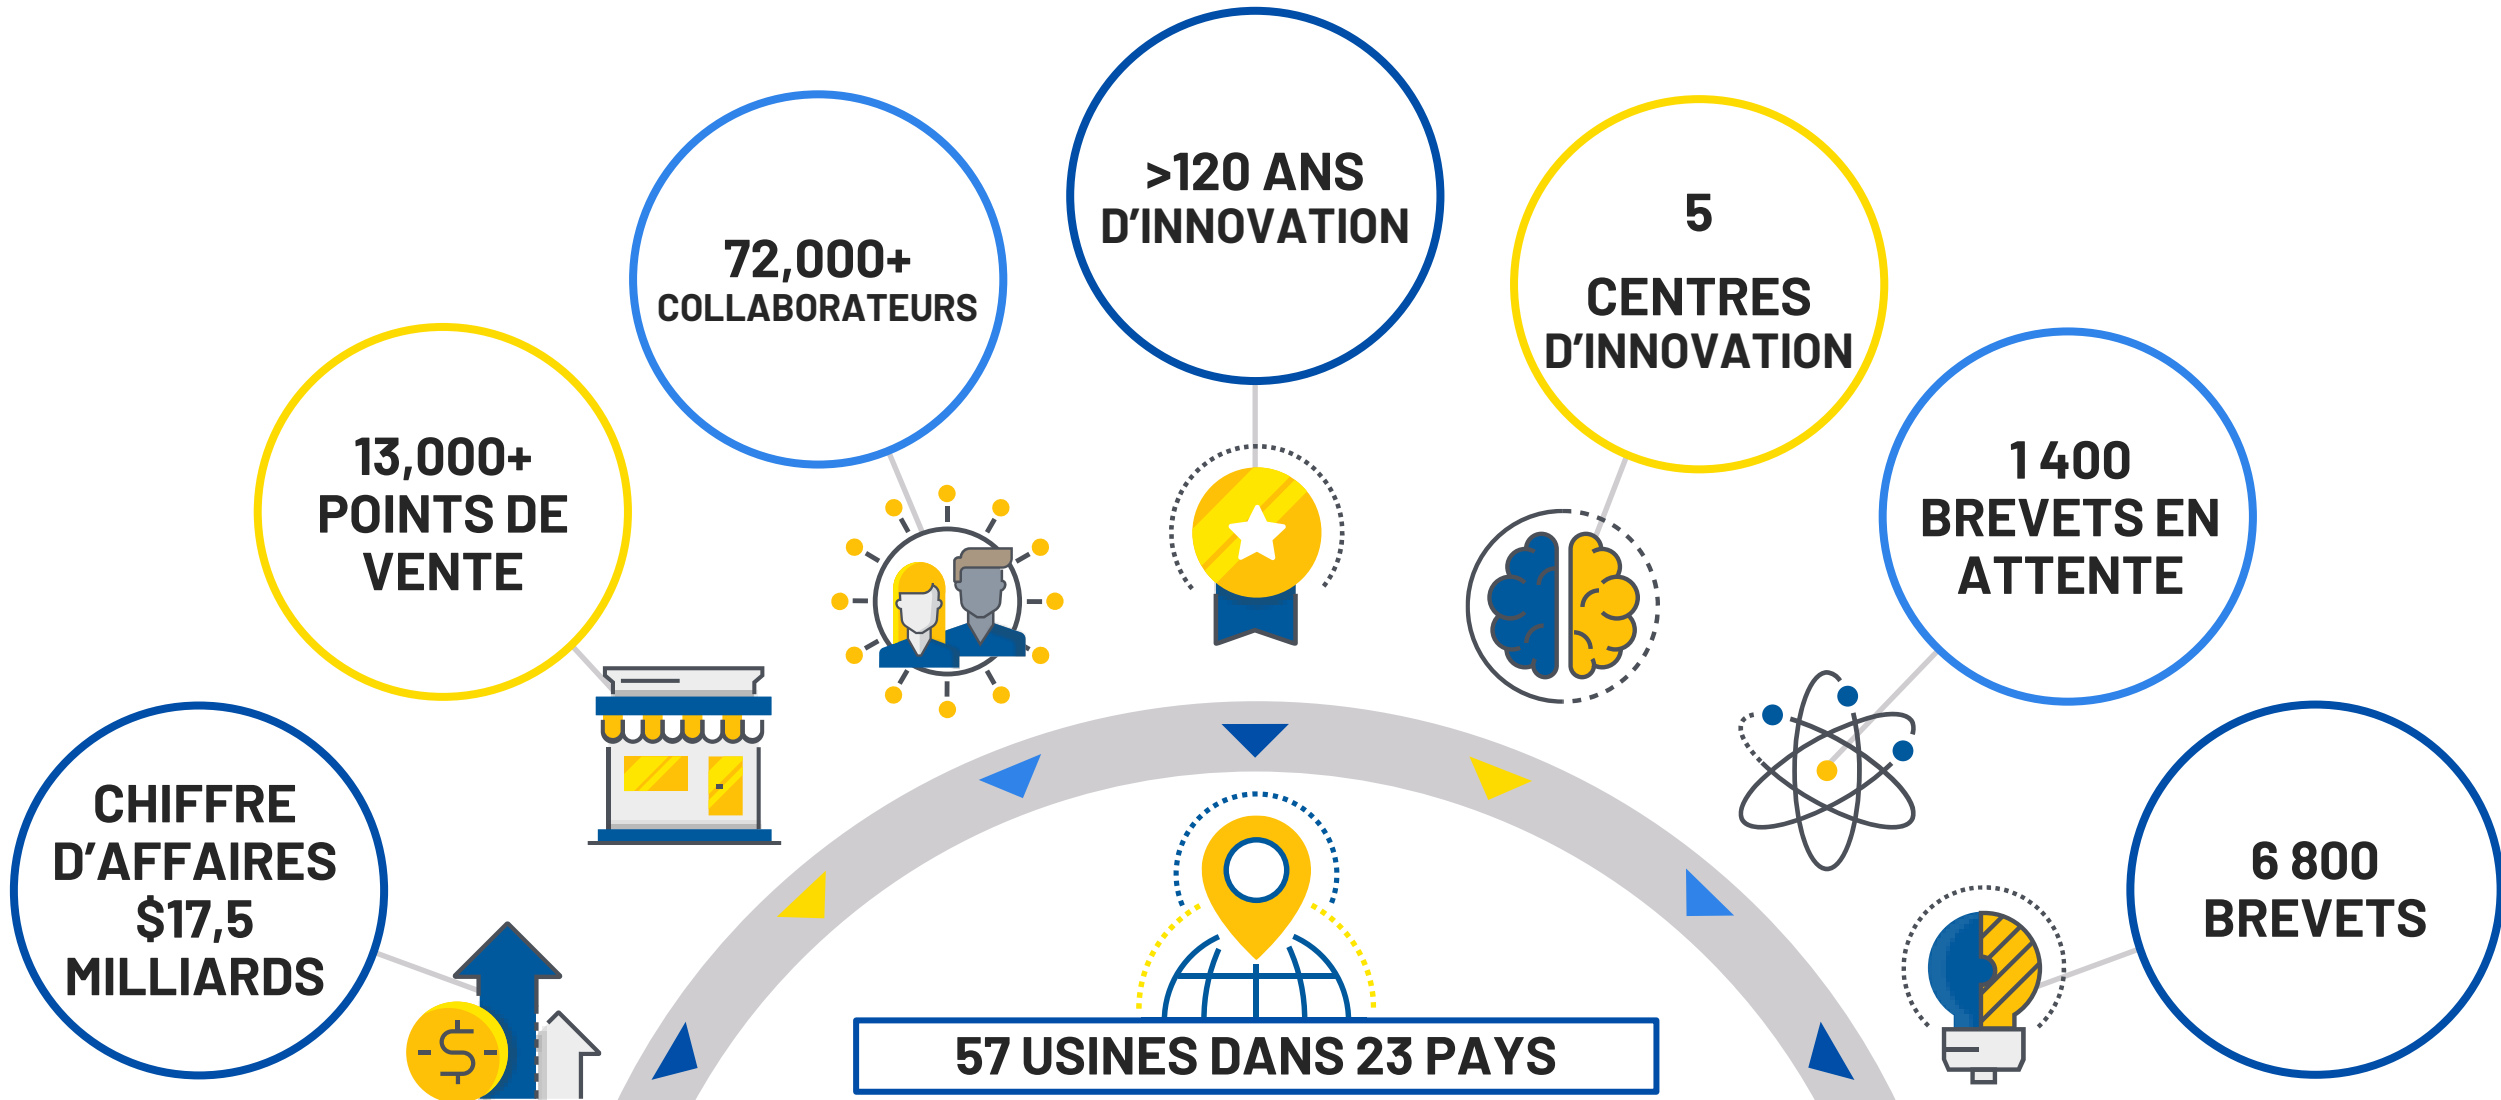 CHIFFRE
D'AFFAIRES
$17,5
MILLIARDS
13,000+
POINTS DE
VENTE
72,000+
COLLABORATEURS
>120 ANS
D'INNOVATION
5
CENTRES
D'INNOVATION
1 400
BREVETS EN
ATTENTE
6 800
BREVETS
57 USINES DANS 23 PAYS